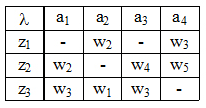 λ a₁ a₂ a₃ a₄
z₁ - w₂ - w₃
z₂ w₂ - w₄ w₅
z₃ w₃ w₁ w₃ -